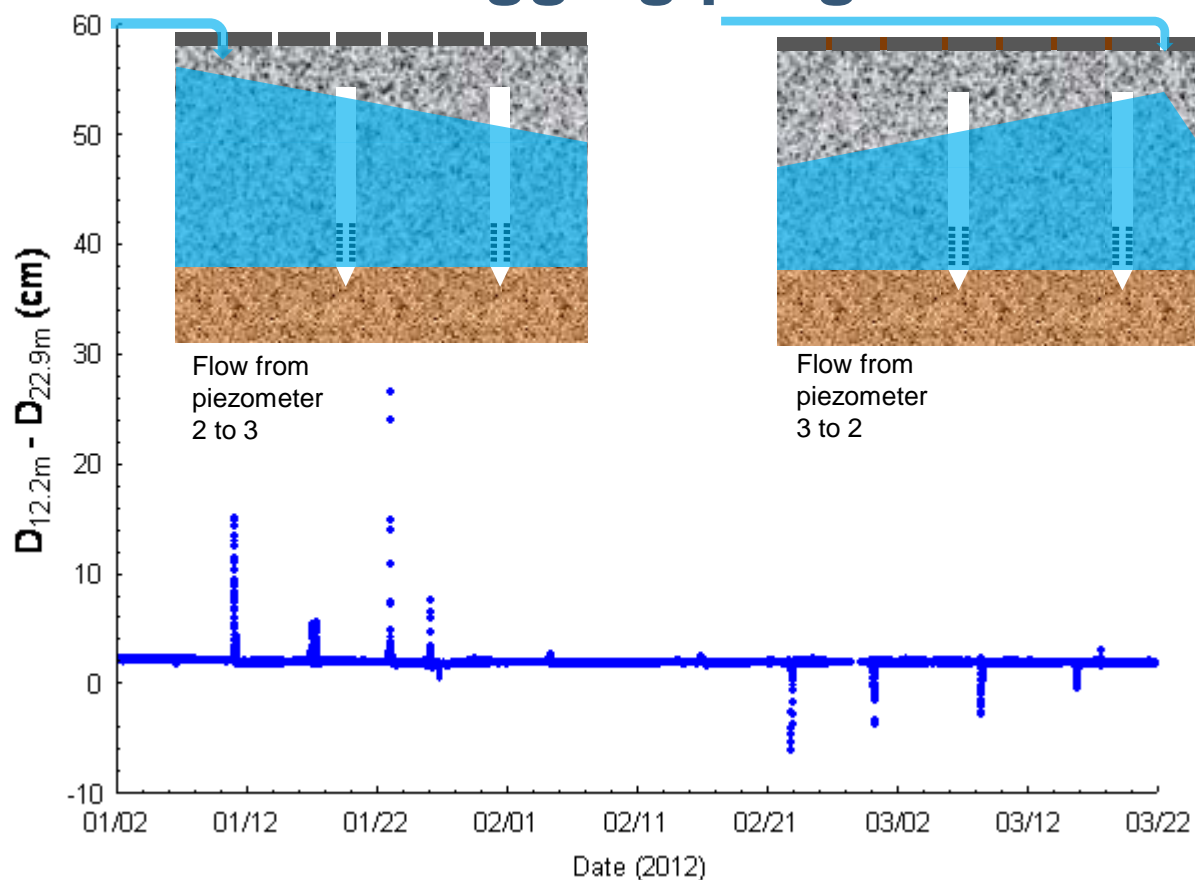 Flow from
piezometer
2 to 3
Flow from
piezometer
3 to 2
60
50
40
30
20
10
0
-10
D12.2m - D22.9m (cm)
01/02 01/12 01/22 02/01 02/11 02/21 03/02 03/12 03/22
Date (2012)